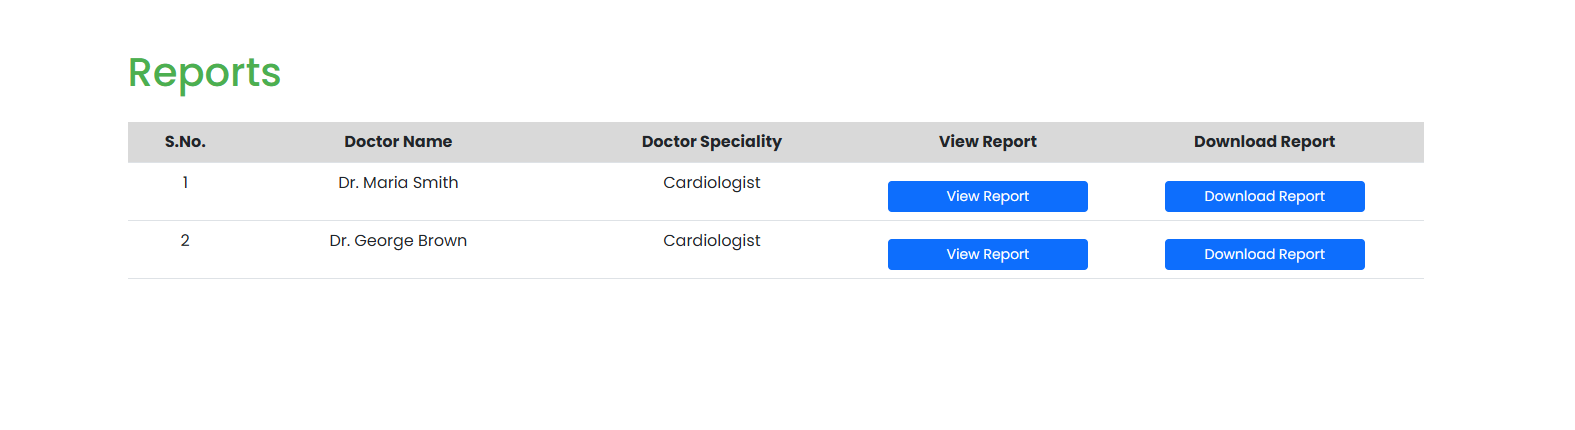 Reports
S.No. Doctor Name Doctor Speciality View Report Download Report
1 Dr. Maria Smith Cardiologist View Report Download Report
2 Dr. George Brown Cardiologist View Report Download Report